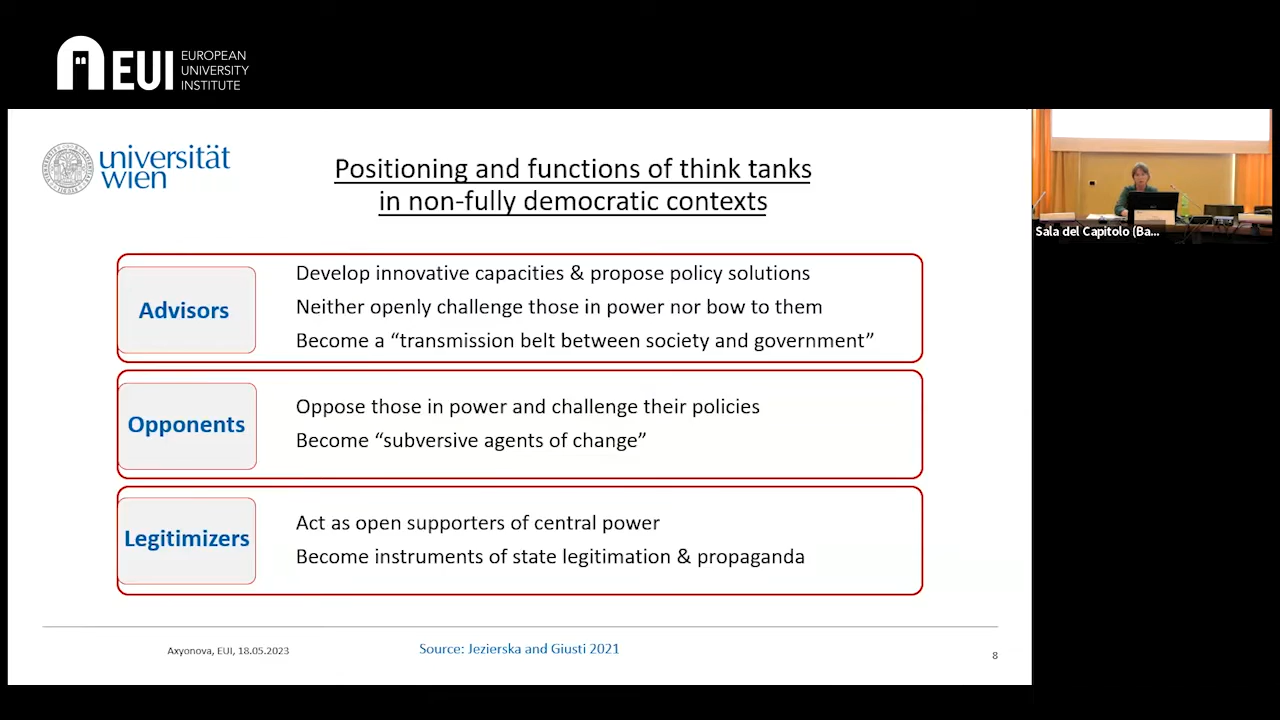 EUI EUROPEAN
UNIVERSITY
INSTITUTE
universität
wien
Positioning and functions of think tanks
in non-fully democratic contexts
Advisors
Develop innovative capacities & propose policy solutions
Neither openly challenge those in power nor bow to them
Become a “transmission belt between society and government”
Opponents
Oppose those in power and challenge their policies
Become “subversive agents of change”
Legitimizers
Act as open supporters of central power
Become instruments of state legitimation & propaganda
Axyonova, EUI, 18.05.2023
Source: Jezierska and Giusti 2021
8
Sala del Capitolo (Ba...